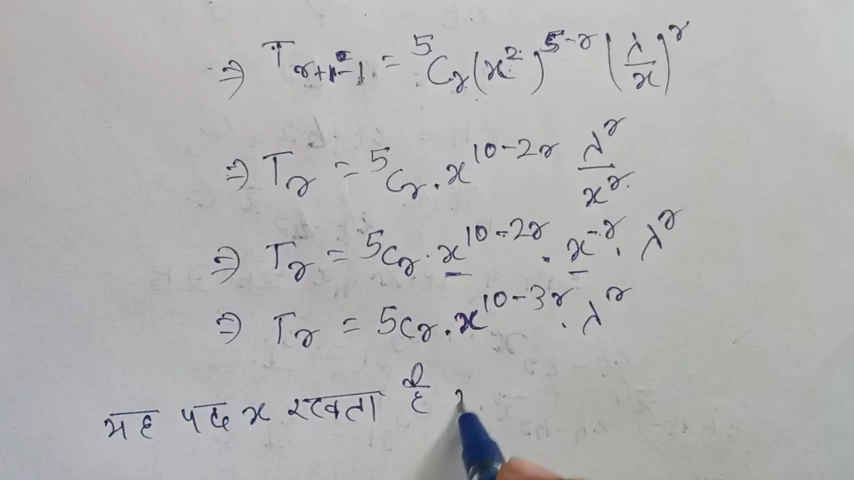 ⇒ T_{r+1-1} = ⁵C_r (x²)^{5-r} (λ/x)^r
⇒ T_r = ⁵C_r . x^{10-2r} λ^r/x^r
⇒ T_r = 5C_r . x^{10-2r} . x^{-r} . λ^r
⇒ T_r = 5C_r . x^{10-3r} . λ^r
यह पद x रखता है